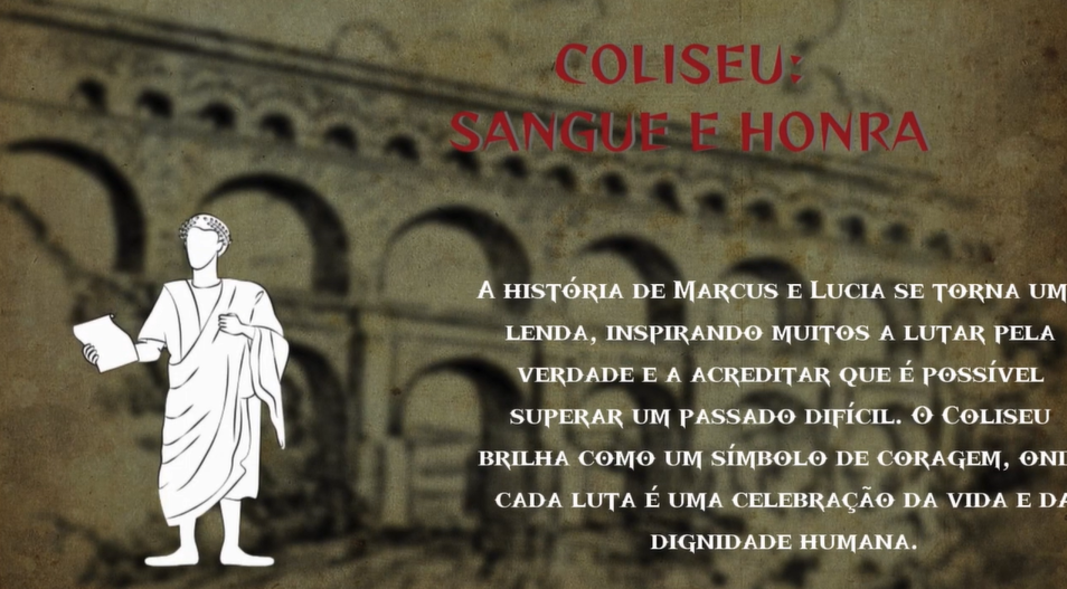 COLISEU:
SANGUE E HONRA
A HISTÓRIA DE MARCUS E LUCIA SE TORNA UM
LENDA, INSPIRANDO MUITOS A LUTAR PELA
VERDADE E A ACREDITAR QUE É POSSÍVEL
SUPERAR UM PASSADO DIFÍCIL. O COLISEU
BRILHA COMO UM SÍMBOLO DE CORAGEM,
CADA LUTA É UMA CELEBRAÇÃO DA VIDA E DA
DIGNIDADE HUMANA.